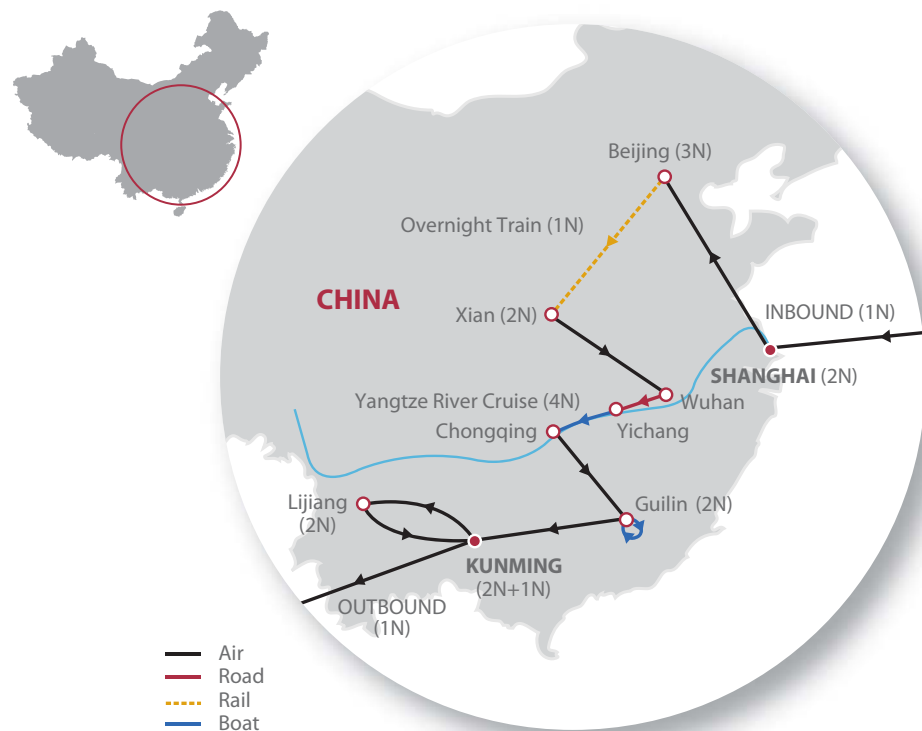 Beijing (3N)
Overnight Train (1N)
CHINA
INBOUND (1N)
Xian (2N)
SHANGHAI (2N)
Yangtze River Cruise (4N)
Wuhan
Chongqing
Yichang
Lijiang
(2N)
Guilin (2N)
KUNMING
(2N+1N)
OUTBOUND
(1N)
Air
Road
Rail
Boat